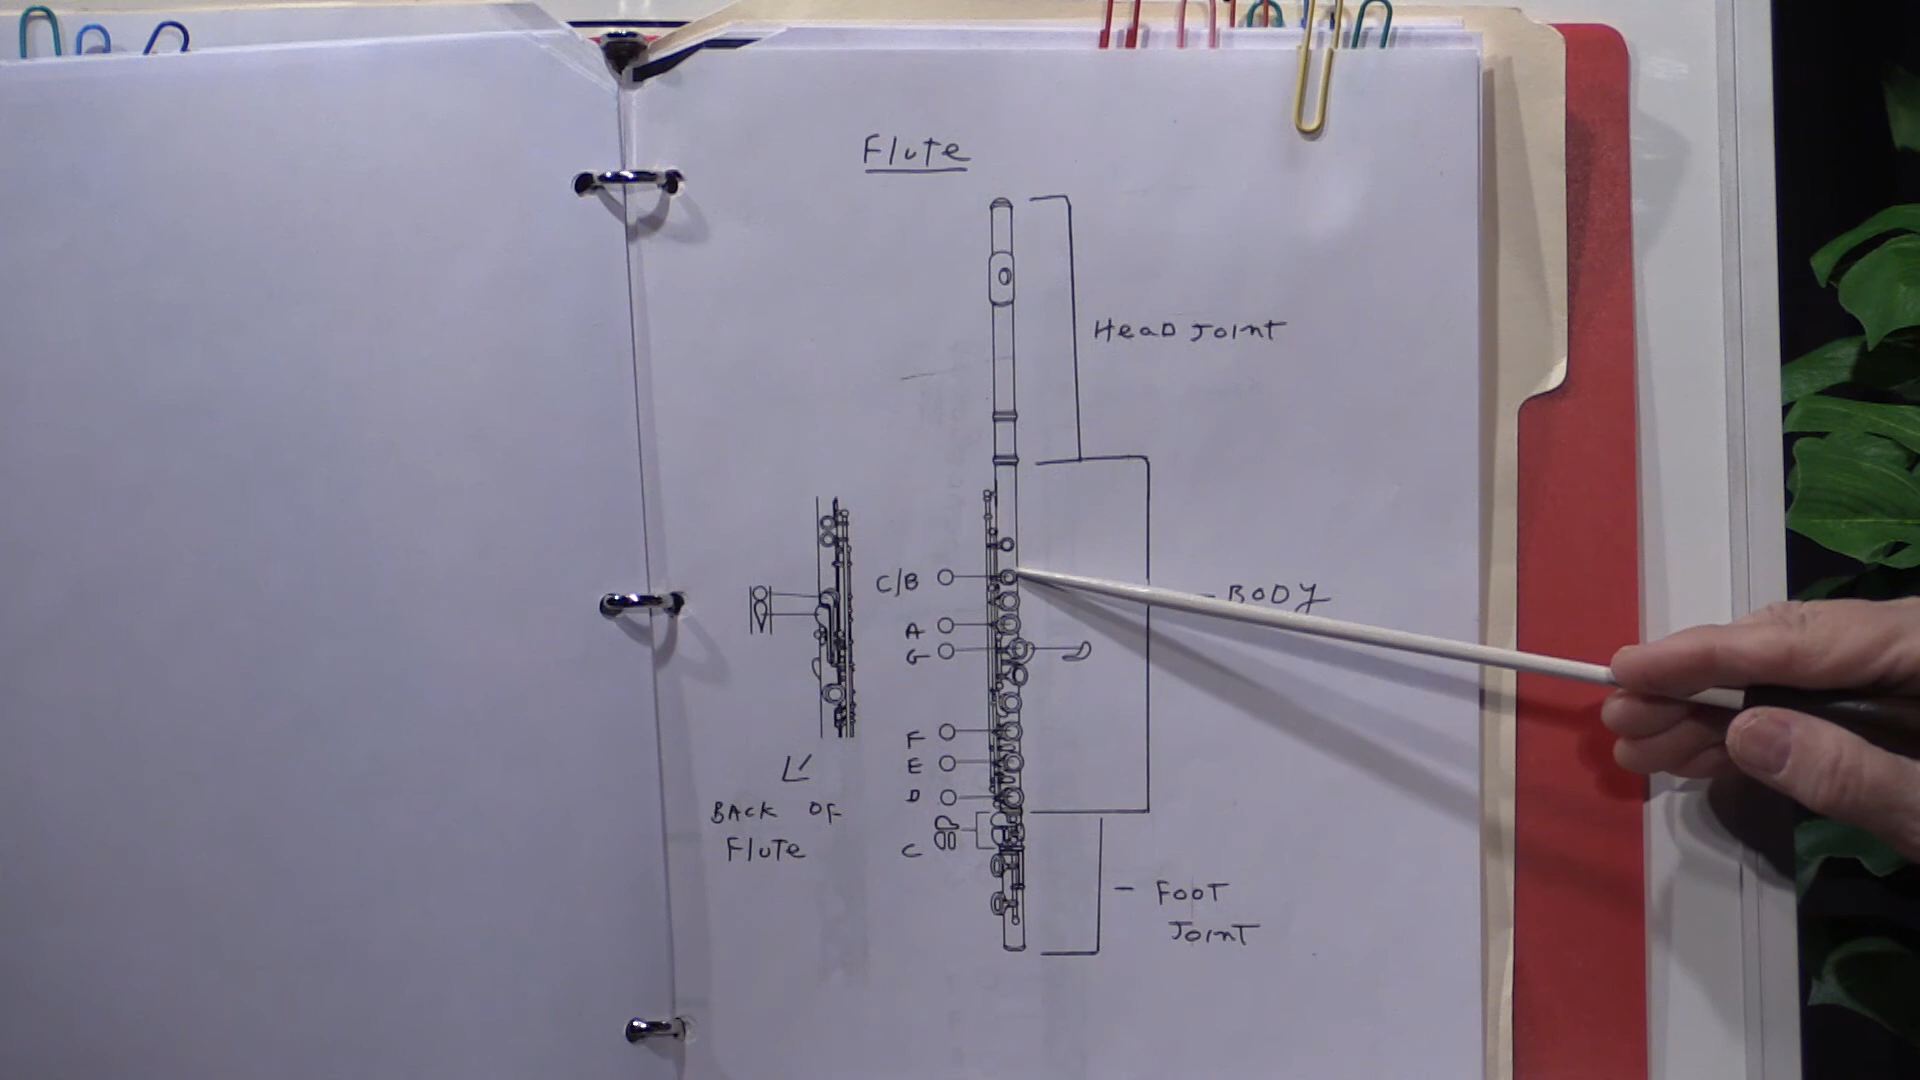 Flute
Head Joint
C/B
- BODY
A
G
F
E
D
BACK OF
Flute
C
- FOOT
Joint